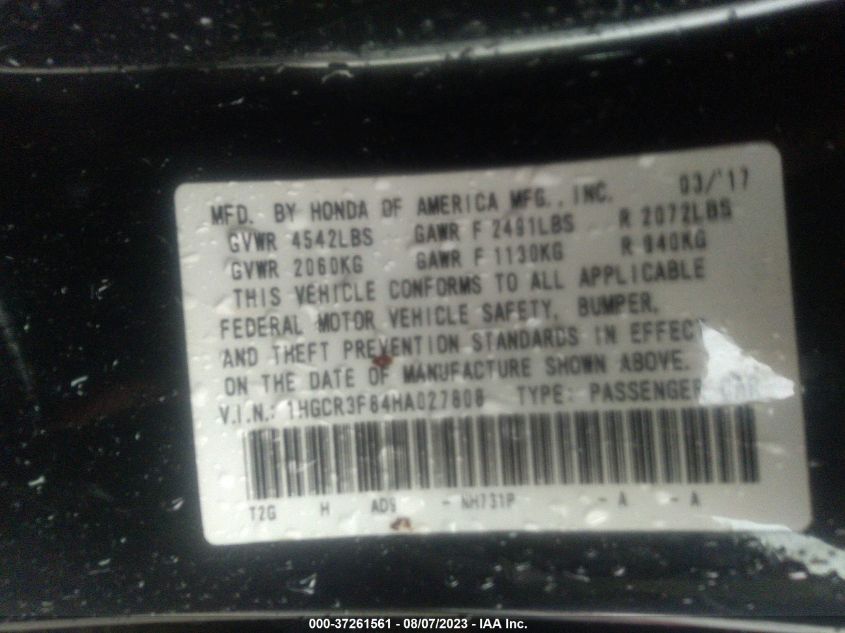 03/'17
MFD. BY HONDA OF AMERICA MFG., INC.
GVWR 4542LBS GAWR F 2491LBS R 2072LBS
GVWR 2060KG GAWR F 1130KG R 940KG
THIS VEHICLE CONFORMS TO ALL APPLICABLE
FEDERAL MOTOR VEHICLE SAFETY, BUMPER,
AND THEFT PREVENTION STANDARDS IN EFFECT
ON THE DATE OF MANUFACTURE SHOWN ABOVE.
V.I.N.: 1HGCR3F84HA027808 TYPE: PASSENGER CAR
T2G H AD9 - NH731P - A - A
000-37261561 - 08/07/2023 - IAA Inc.